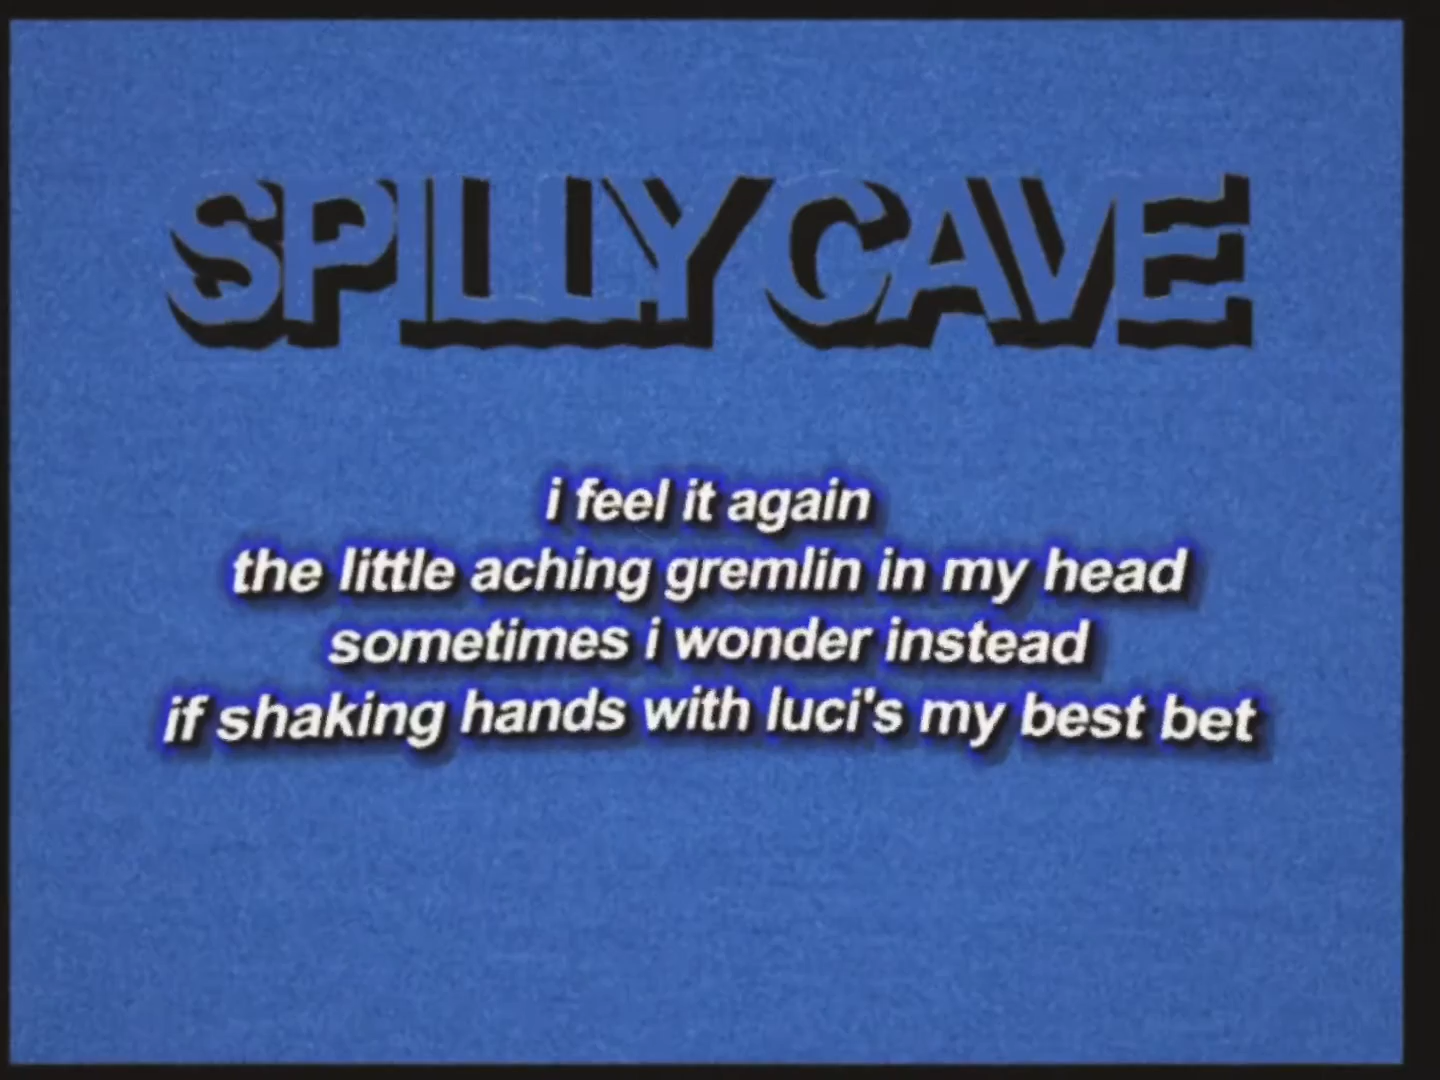 SPILLY CAVE
i feel it again
the little aching gremlin in my head
sometimes i wonder instead
if shaking hands with luci's my best bet